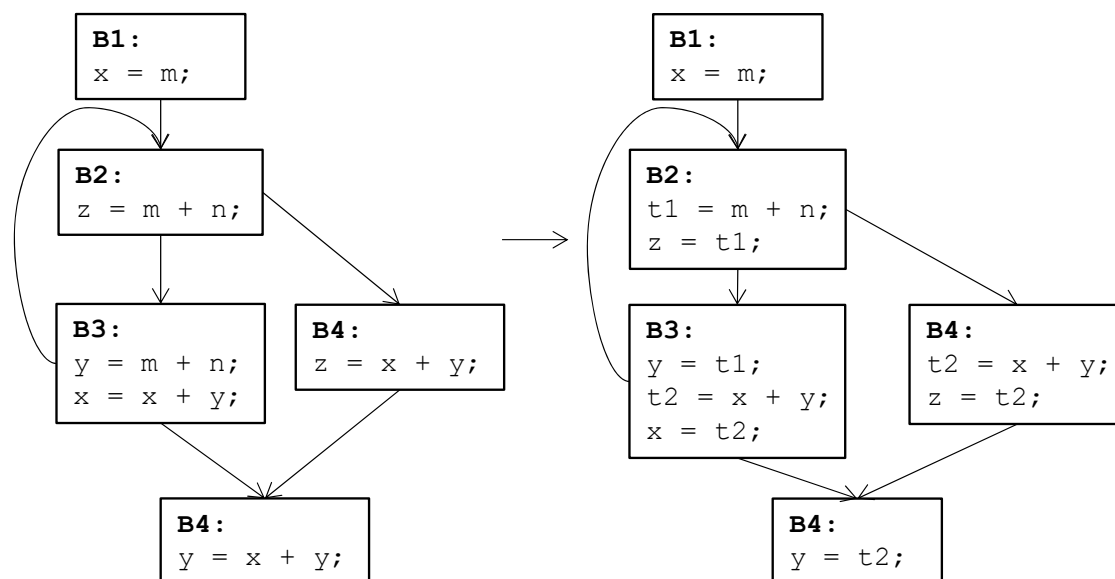 B1:
x = m;
B2:
z = m + n;
B3:
y = m + n;
x = x + y;
B4:
z = x + y;
B4:
y = x + y;
B1:
x = m;
B2:
t1 = m + n;
z = t1;
B3:
y = t1;
t2 = x + y;
x = t2;
B4:
t2 = x + y;
z = t2;
B4:
y = t2;